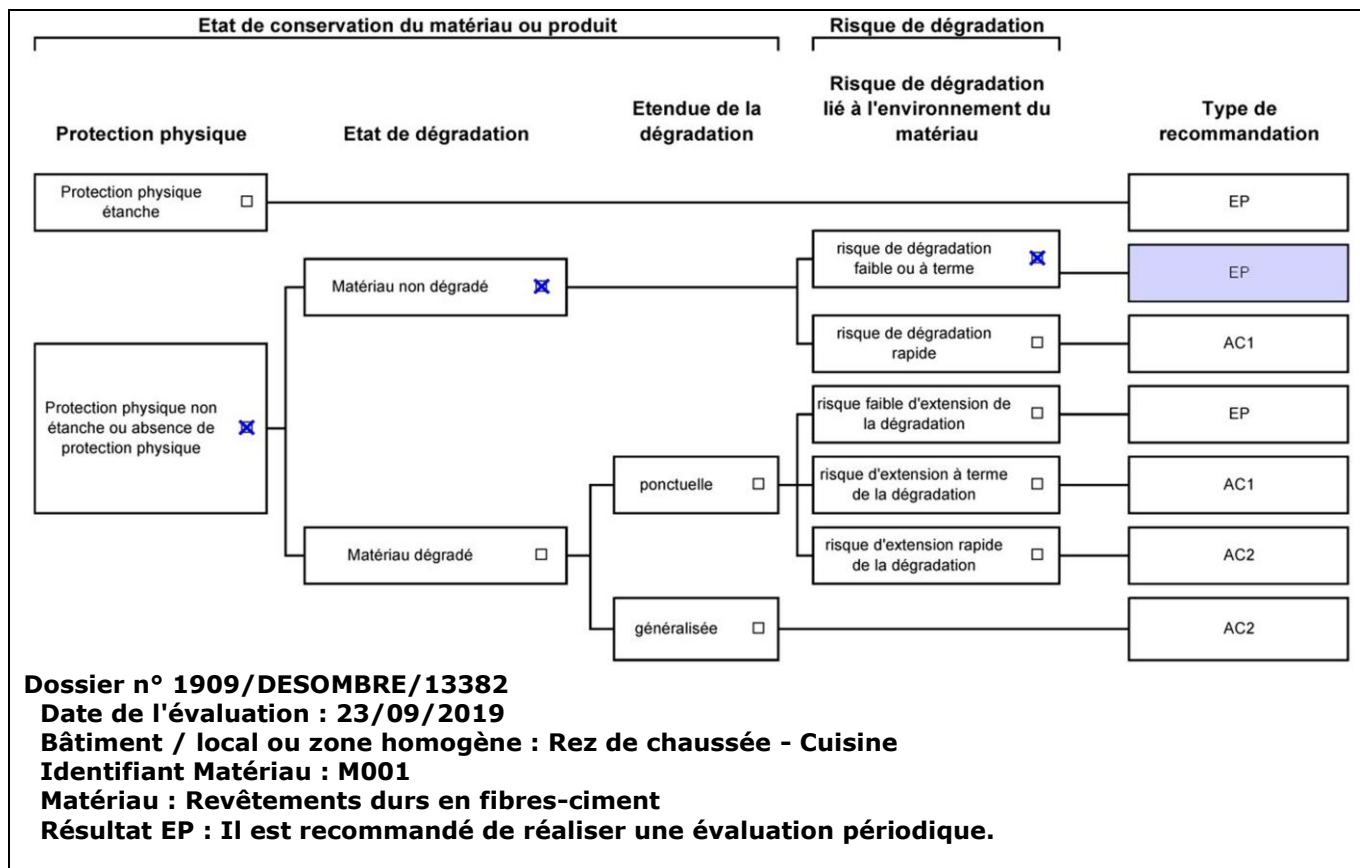 Etat de conservation du matériau ou produit
Risque de dégradation
Protection physique
Etat de dégradation
Etendue de la
dégradation
Risque de dégradation
lié à l'environnement du
matériau
Type de
recommandation
Protection physique
étanche
EP
risque de dégradation
faible ou à terme
EP
Matériau non dégradé
risque de dégradation
rapide
AC1
Protection physique non
étanche ou absence de
protection physique
risque faible d'extension de
la dégradation
EP
ponctuelle
risque d'extension à terme
de la dégradation
AC1
Matériau dégradé
risque d'extension rapide
de la dégradation
AC2
généralisée
AC2
Dossier n° 1909/DESOMBRE/13382
Date de l'évaluation : 23/09/2019
Bâtiment / local ou zone homogène : Rez de chaussée - Cuisine
Identifiant Matériau : M001
Matériau : Revêtements durs en fibres-ciment
Résultat EP : Il est recommandé de réaliser une évaluation périodique.